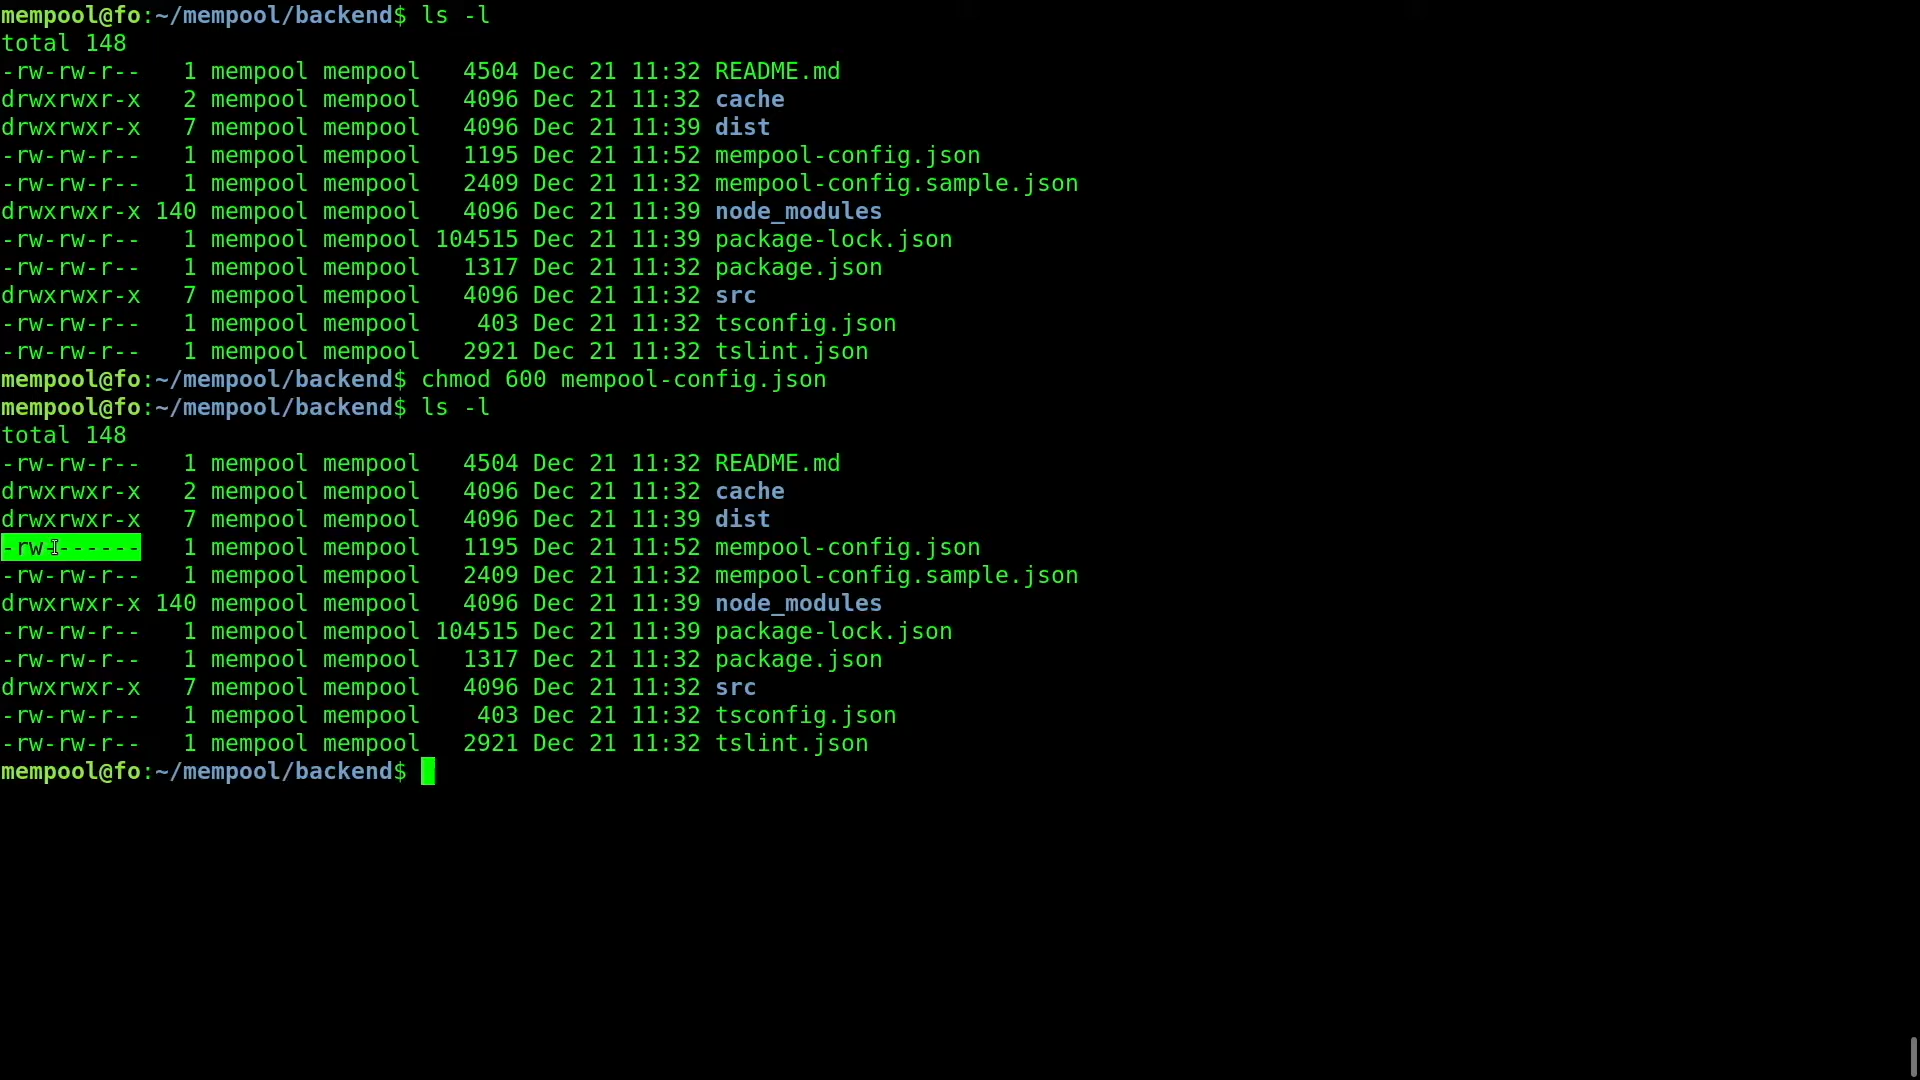 mempool@fo:~/mempool/backend$ ls -l
total 148
-rw-rw-r--   1 mempool mempool   4504 Dec 21 11:32 README.md
drwxrwxr-x   2 mempool mempool   4096 Dec 21 11:32 cache
drwxrwxr-x   7 mempool mempool   4096 Dec 21 11:39 dist
-rw-rw-r--   1 mempool mempool   1195 Dec 21 11:52 mempool-config.json
-rw-rw-r--   1 mempool mempool   2409 Dec 21 11:32 mempool-config.sample.json
drwxrwxr-x 140 mempool mempool   4096 Dec 21 11:39 node_modules
-rw-rw-r--   1 mempool mempool 104515 Dec 21 11:39 package-lock.json
-rw-rw-r--   1 mempool mempool   1317 Dec 21 11:32 package.json
drwxrwxr-x   7 mempool mempool   4096 Dec 21 11:32 src
-rw-rw-r--   1 mempool mempool    403 Dec 21 11:32 tsconfig.json
-rw-rw-r--   1 mempool mempool   2921 Dec 21 11:32 tslint.json
mempool@fo:~/mempool/backend$ chmod 600 mempool-config.json
mempool@fo:~/mempool/backend$ ls -l
total 148
-rw-rw-r--   1 mempool mempool   4504 Dec 21 11:32 README.md
drwxrwxr-x   2 mempool mempool   4096 Dec 21 11:32 cache
drwxrwxr-x   7 mempool mempool   4096 Dec 21 11:39 dist
-rw-------   1 mempool mempool   1195 Dec 21 11:52 mempool-config.json
-rw-rw-r--   1 mempool mempool   2409 Dec 21 11:32 mempool-config.sample.json
drwxrwxr-x 140 mempool mempool   4096 Dec 21 11:39 node_modules
-rw-rw-r--   1 mempool mempool 104515 Dec 21 11:39 package-lock.json
-rw-rw-r--   1 mempool mempool   1317 Dec 21 11:32 package.json
drwxrwxr-x   7 mempool mempool   4096 Dec 21 11:32 src
-rw-rw-r--   1 mempool mempool    403 Dec 21 11:32 tsconfig.json
-rw-rw-r--   1 mempool mempool   2921 Dec 21 11:32 tslint.json
mempool@fo:~/mempool/backend$